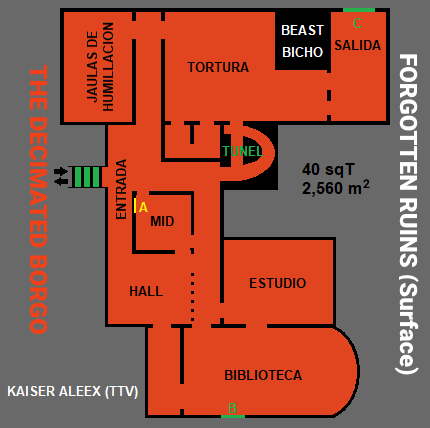 BEAST
BICHO
C
SALIDA
JAULAS DE
HUMILLACION
TORTURA
THE DECIMATED BORGO
FORGOTTEN RUINS (Surface)
TUNEL
40 sqT
2,560 m²
ENTRADA
A
MID
HALL
ESTUDIO
BIBLIOTECA
KAISER ALEEX (TTV)
B